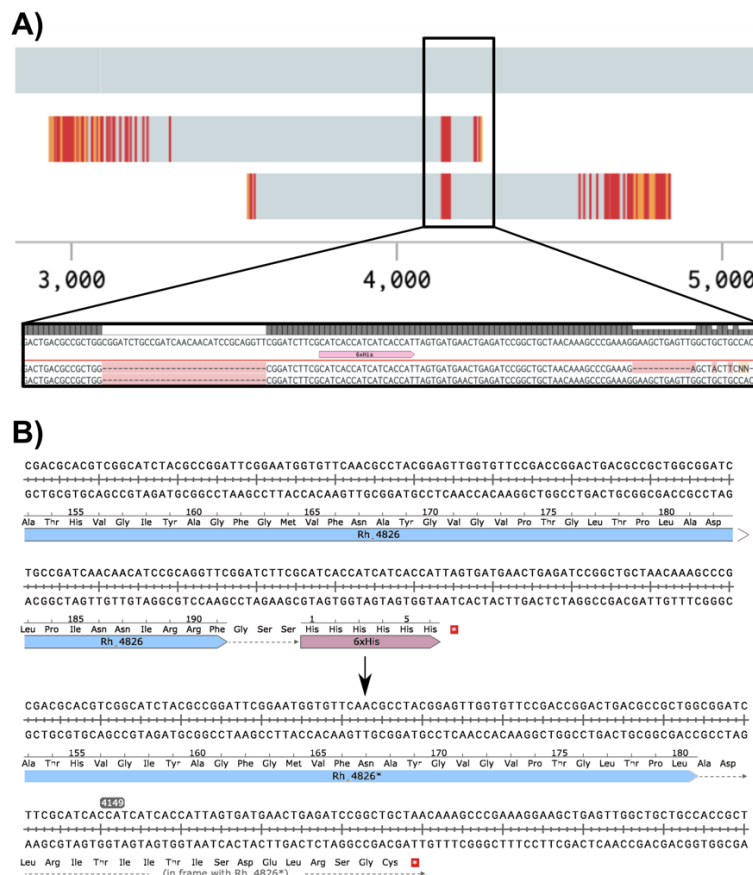 A)
3,000 4,000 5,000
GACTGACGCCGCTGGCGGATCTGCCGATCAACAACATCCGCAGGTTCGGATCTTCGCATCACCATCATCACCATTAGTGATGAACTGAGATCCGGCTGCTAACAAAGCCCGAAAGGAAGCTGAGTTGGCTGCTGCCAC
6xHis
GACTGACGCCGCTGG-------------------------------CGGATCTTCGCATCACCATCATCACCATTAGTGATGAACTGAGATCCGGCTGCTAACAAAGCCCGAAAG------------AGCTACTTCNN-
GACTGACGCCGCTGG-------------------------------CGGATCTTCGCATCACCATCATCACCATTAGTGATGAACTGAGATCCGGCTGCTAACAAAGCCCGAAAGGAAGCTGAGTTGGCTGCTGCCAC
B)
CGACGCACGTCGGCATCTACGCCGGATTCGGAATGGTGTTCAACGCCTACGGAGTTGGTGTTCCGACCGGACTGACGCCGCTGGCGGATC
GCTGCGTGCAGCCGTAGATGCGGCCTAAGCCTTACCACAAGTTGCGGATGCCTCAACCACAAGGCTGGCCTGACTGCGGCGACCGCCTAG
155 160 165 170 175 180
Ala Thr His Val Gly Ile Tyr Ala Gly Phe Gly Met Val Phe Asn Ala Tyr Gly Val Gly Val Pro Thr Gly Leu Thr Pro Leu Ala Asp
Rh_4826
TGCCGATCAACAACATCCGCAGGTTCGGATCTTCGCATCACCATCATCACCATTAGTGATGAACTGAGATCCGGCTGCTAACAAAGCCCG
ACGGCTAGTTGTTGTAGGCGTCCAAGCCTAGAAGCGTAGTGGTAGTAGTGGTAATCACTACTTGACTCTAGGCCGACGATTGTTTCGGGC
185 190 1 5
Leu Pro Ile Asn Asn Ile Arg Arg Phe Gly Ser Ser His His His His His His *
Rh_4826 6xHis
CGACGCACGTCGGCATCTACGCCGGATTCGGAATGGTGTTCAACGCCTACGGAGTTGGTGTTCCGACCGGACTGACGCCGCTGGCGGATC
GCTGCGTGCAGCCGTAGATGCGGCCTAAGCCTTACCACAAGTTGCGGATGCCTCAACCACAAGGCTGGCCTGACTGCGGCGACCGCCTAG
155 160 165 170 175 180
Ala Thr His Val Gly Ile Tyr Ala Gly Phe Gly Met Val Phe Asn Ala Tyr Gly Val Gly Val Pro Thr Gly Leu Thr Pro Leu Ala Asp
Rh_4826*
4149
TTCGCATCACCATCATCACCATTAGTGATGAACTGAGATCCGGCTGCTAACAAAGCCCGAAAGGAAGCTGAGTTGGCTGCTGCCACCGCT
AAGCGTAGTGGTAGTAGTGGTAATCACTACTTGACTCTAGGCCGACGATTGTTTCGGGCTTTCCTTCGACTCAACCGACGACGGTGGCGA
Leu Arg Ile Thr Ile Ile Thr Ile Ser Asp Glu Leu Arg Ser Gly Cys *
(in frame with Rh_4826*)